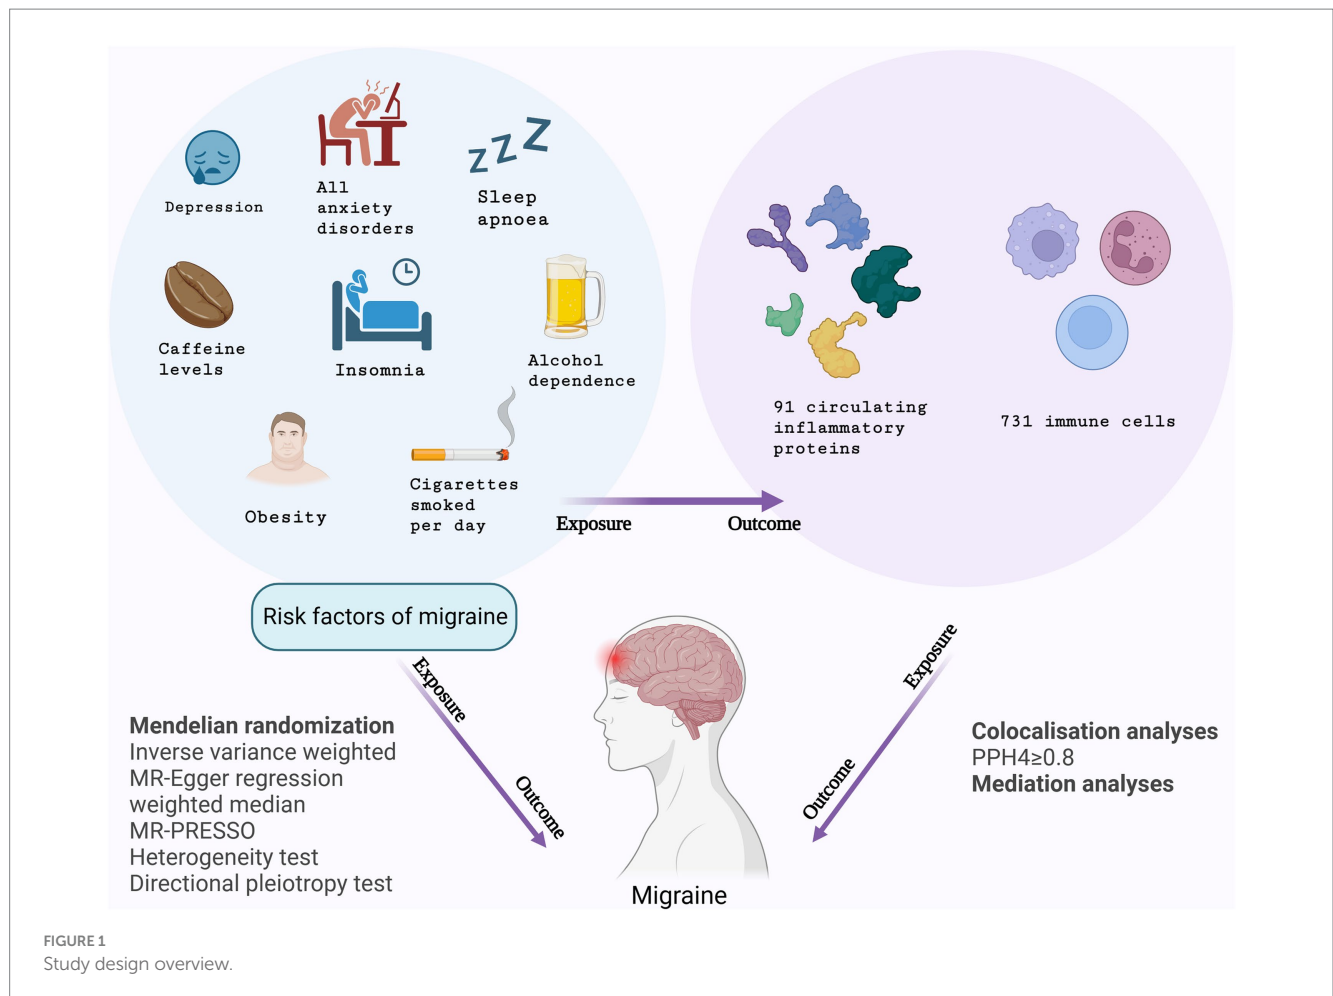 Depression
All
anxiety
disorders
Sleep
apnoea
Caffeine
levels
Insomnia
Alcohol
dependence
Obesity
Cigarettes
smoked
per day
91 circulating
inflammatory
proteins
731 immune cells
Exposure
Outcome
Risk factors of migraine
Exposure
Outcome
Exposure
Outcome
Mendelian randomization
Inverse variance weighted
MR-Egger regression
weighted median
MR-PRESSO
Heterogeneity test
Directional pleiotropy test
Colocalisation analyses
PPH4≥0.8
Mediation analyses
Migraine
FIGURE 1
Study design overview.